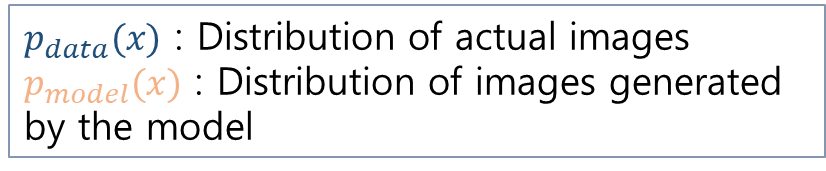 p_data(x) : Distribution of actual images
p_model(x) : Distribution of images generated
by the model